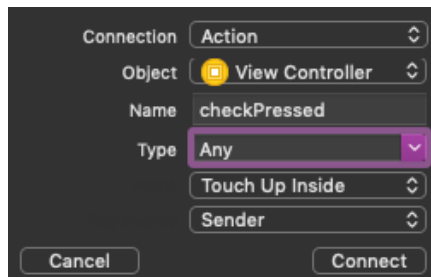 Connection Action
Object View Controller
Name checkPressed
Type Any
Touch Up Inside
Sender
Cancel Connect